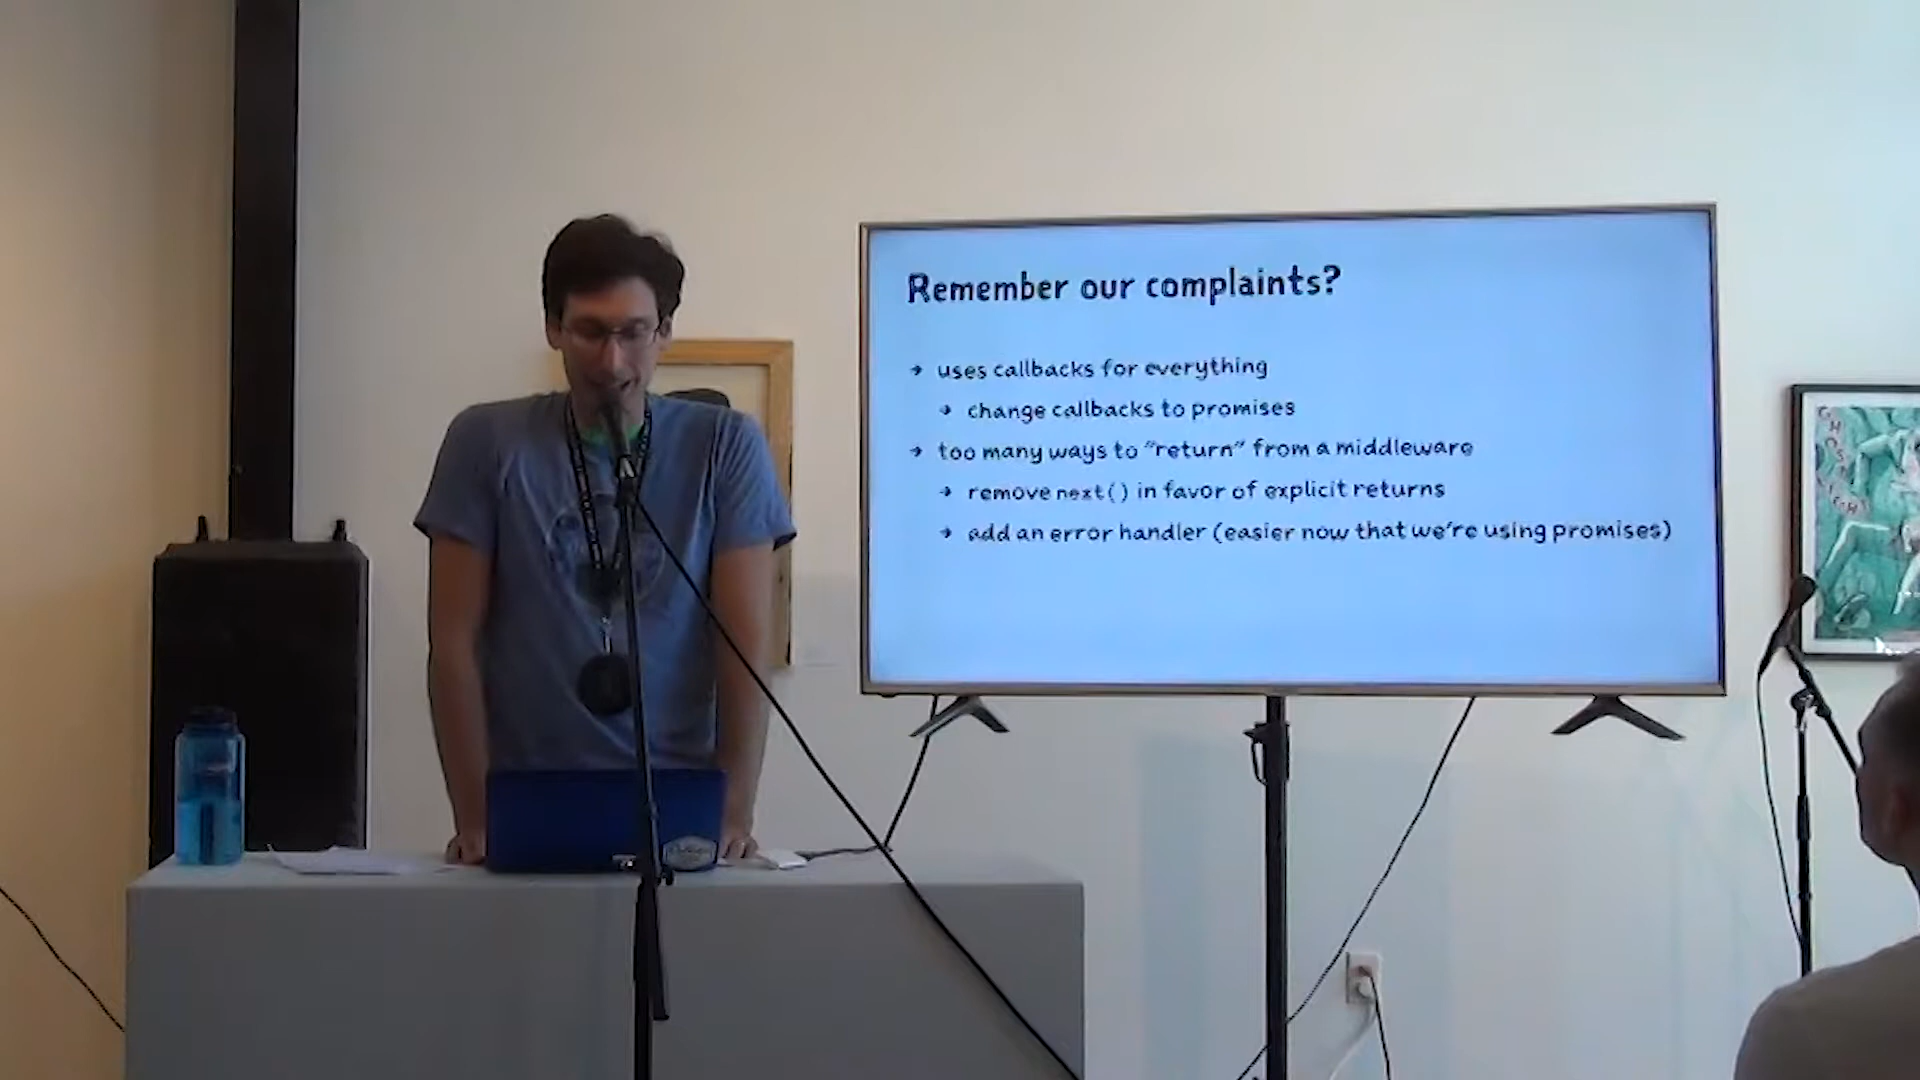 Remember our complaints?
→ uses callbacks for everything
→ change callbacks to promises
→ too many ways to “return” from a middleware
→ remove next() in favor of explicit returns
→ add an error handler (easier now that we’re using promises)